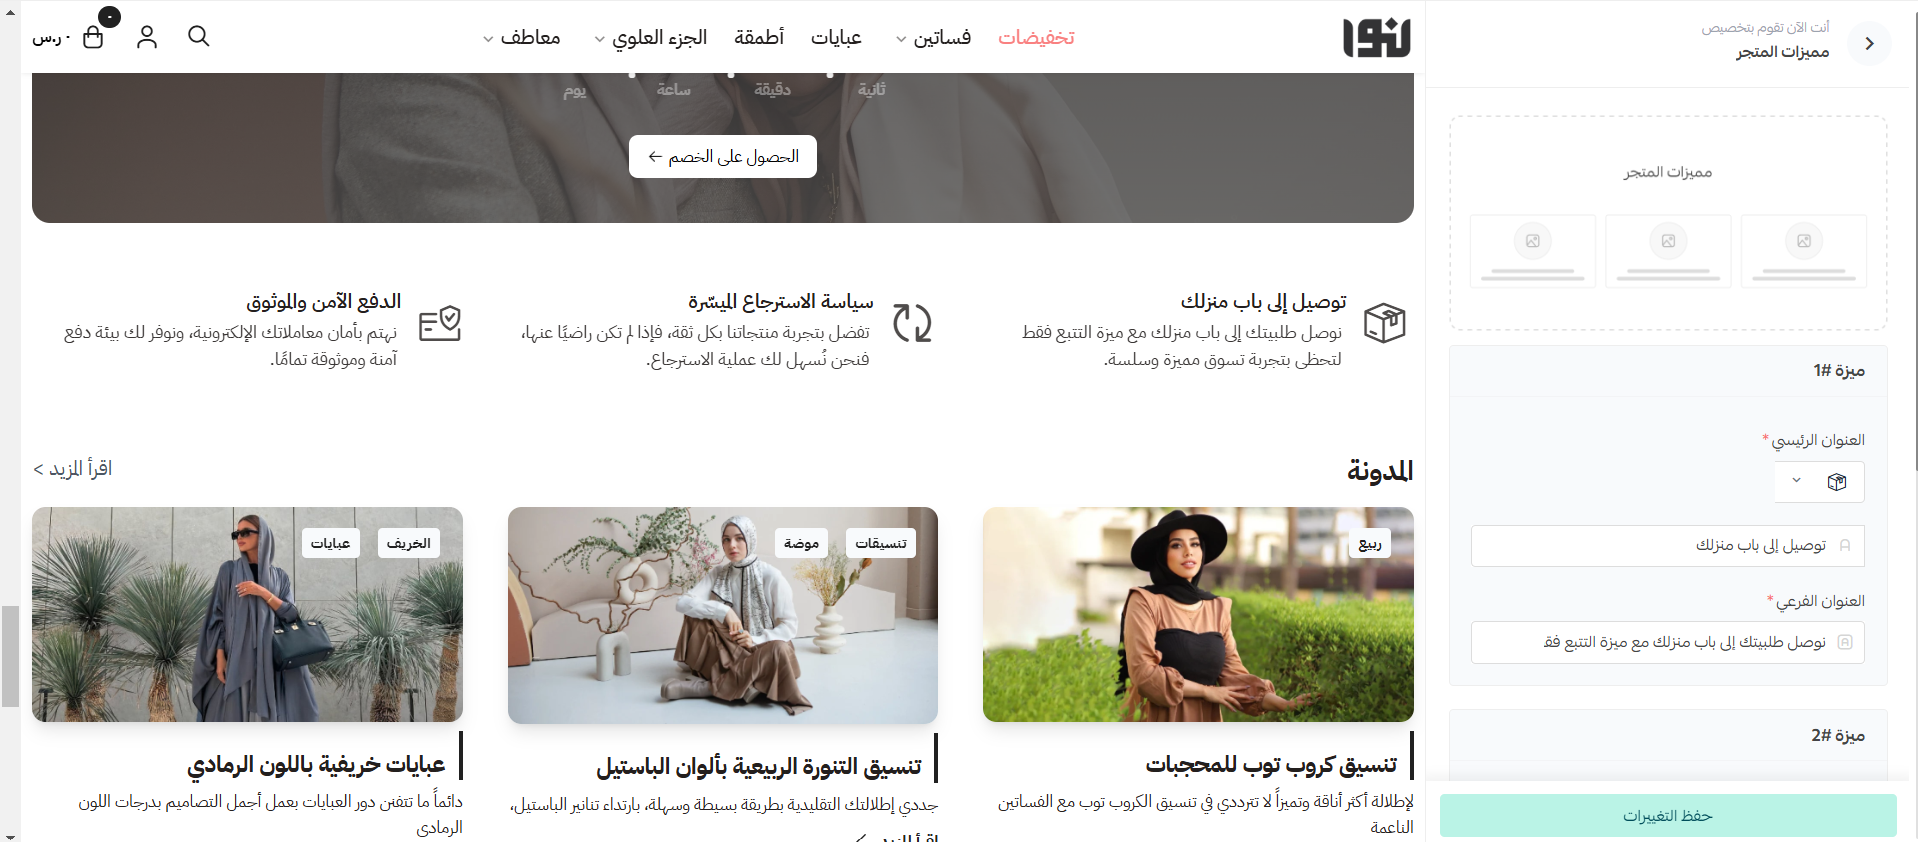 أنت الآن تقوم بتخصيص
مميزات المتجر
مميزات المتجر
ميزة #1
العنوان الرئيسي *
توصيل إلى باب منزلك
العنوان الفرعي *
نوصل طلبيتك إلى باب منزلك مع ميزة التتبع فق
ميزة #2
حفظ التغييرات
تخفيضات
فساتين
عبايات
أطمقة
الجزء العلوي
معاطف
٠ ر.س
٠
ثانية
دقيقة
ساعة
يوم
الحصول على الخصم ←
توصيل إلى باب منزلك
نوصل طلبيتك إلى باب منزلك مع ميزة التتبع فقط
لتحظى بتجربة تسوق مميزة وسلسة.
سياسة الاسترجاع الميسّرة
تفضل بتجربة منتجاتنا بكل ثقة، فإذا لم تكن راضيًا عنها،
فنحن نُسهل لك عملية الاسترجاع.
الدفع الآمن والموثوق
نهتم بأمان معاملاتك الإلكترونية، ونوفر لك بيئة دفع
آمنة وموثوقة تمامًا.
المدونة
اقرأ المزيد >
ربيع
تنسيق كروب توب للمحجبات
لإطلالة أكثر أناقة وتميزاً لا تترددي في تنسيق الكروب توب مع الفساتين
الناعمة
تنسيقات
موضة
تنسيق التنورة الربيعية بألوان الباستيل
جددي إطلالتك التقليدية بطريقة بسيطة وسهلة، بارتداء تنانير الباستيل،
الخريف
عبايات
عبايات خريفية باللون الرمادي
دائماً ما تتفنن دور العبايات بعمل أجمل التصاميم بدرجات اللون
الرمادي